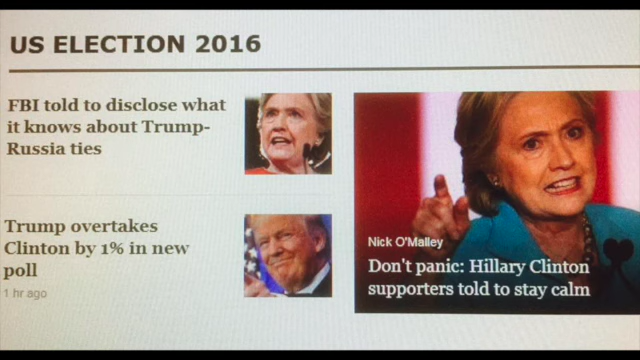 US ELECTION 2016
FBI told to disclose what
it knows about Trump-
Russia ties
Trump overtakes
Clinton by 1% in new
poll
1 hr ago
Nick O'Malley
Don't panic: Hillary Clinton
supporters told to stay calm